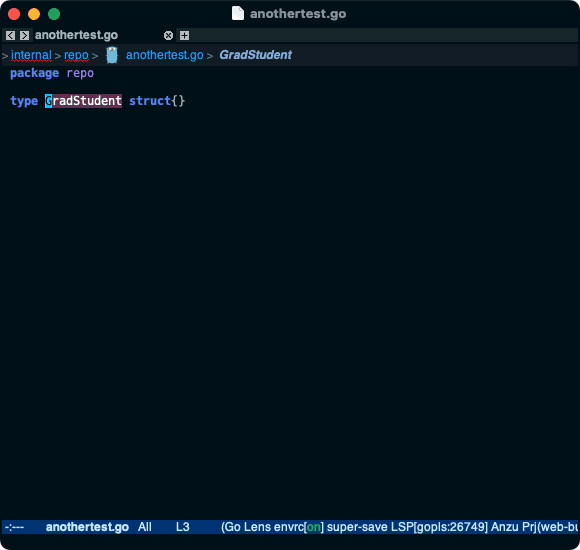 anothertest.go
anothertest.go
> internal > repo > anothertest.go > GradStudent
package repo
type GradStudent struct{}
-:--- anothertest.go All L3 (Go Lens envrc[on] super-save LSP[gopls:26749] Anzu Prj(web-bu